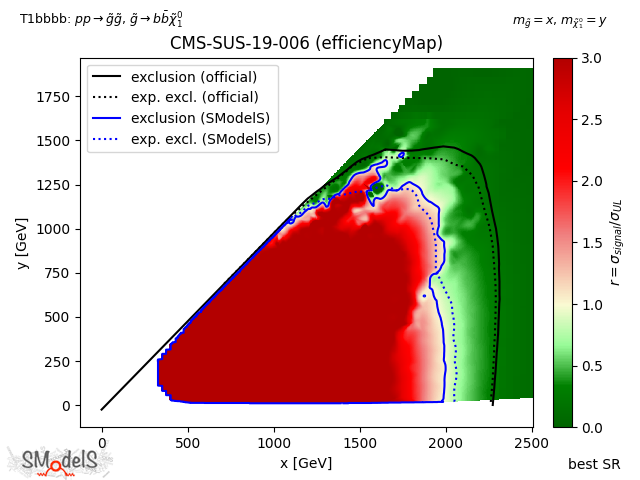 T1bbbb: pp → g̃g̃, g̃ → bb̄χ̃₁⁰
m_g̃ = x, m_χ̃₁⁰ = y
CMS-SUS-19-006 (efficiencyMap)
exclusion (official)
exp. excl. (official)
exclusion (SModelS)
exp. excl. (SModelS)
y [GeV]
1750
1500
1250
1000
750
500
250
0
0
500
1000
1500
2000
2500
x [GeV]
3.0
2.5
2.0
1.5
1.0
0.5
0.0
r = σ_signal/σ_UL
best SR
SModelS